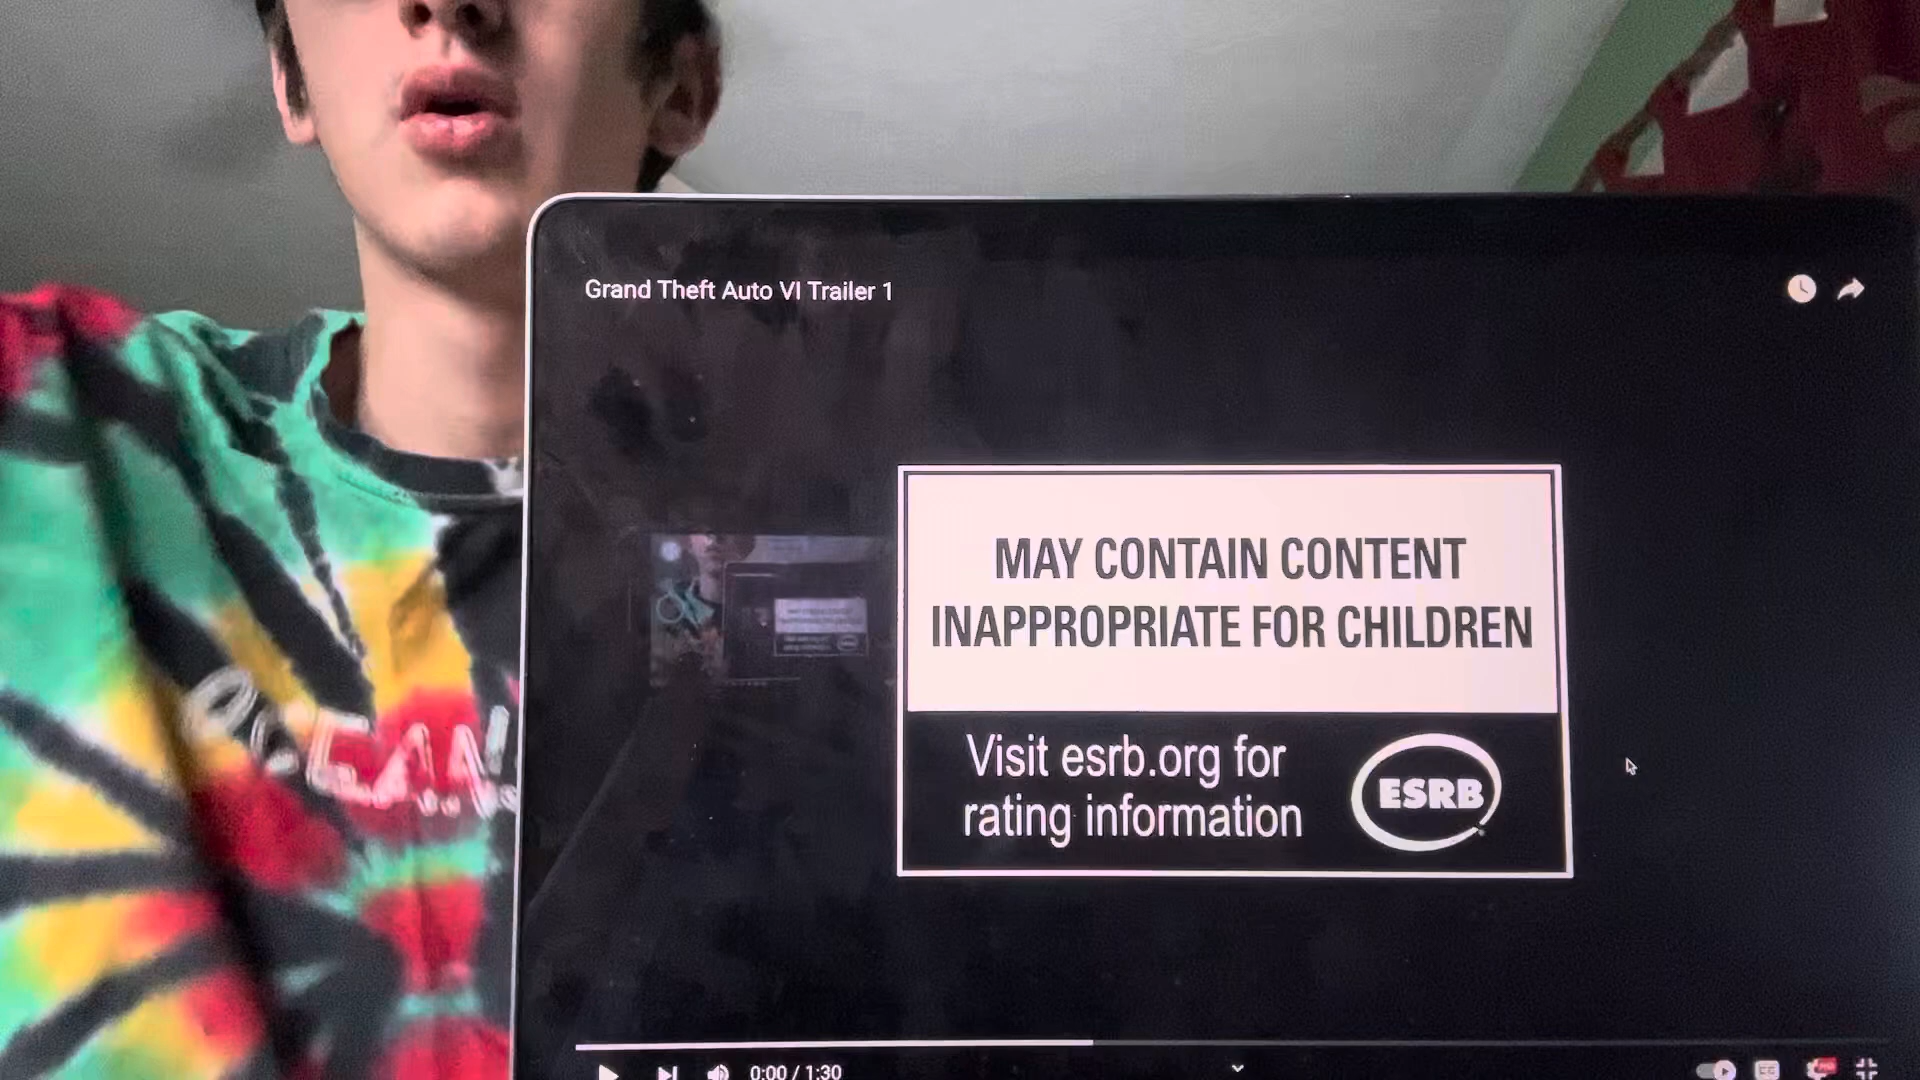 Grand Theft Auto VI Trailer 1
MAY CONTAIN CONTENT
INAPPROPRIATE FOR CHILDREN
Visit esrb.org for
rating information
ESRB
0:00 / 1:30